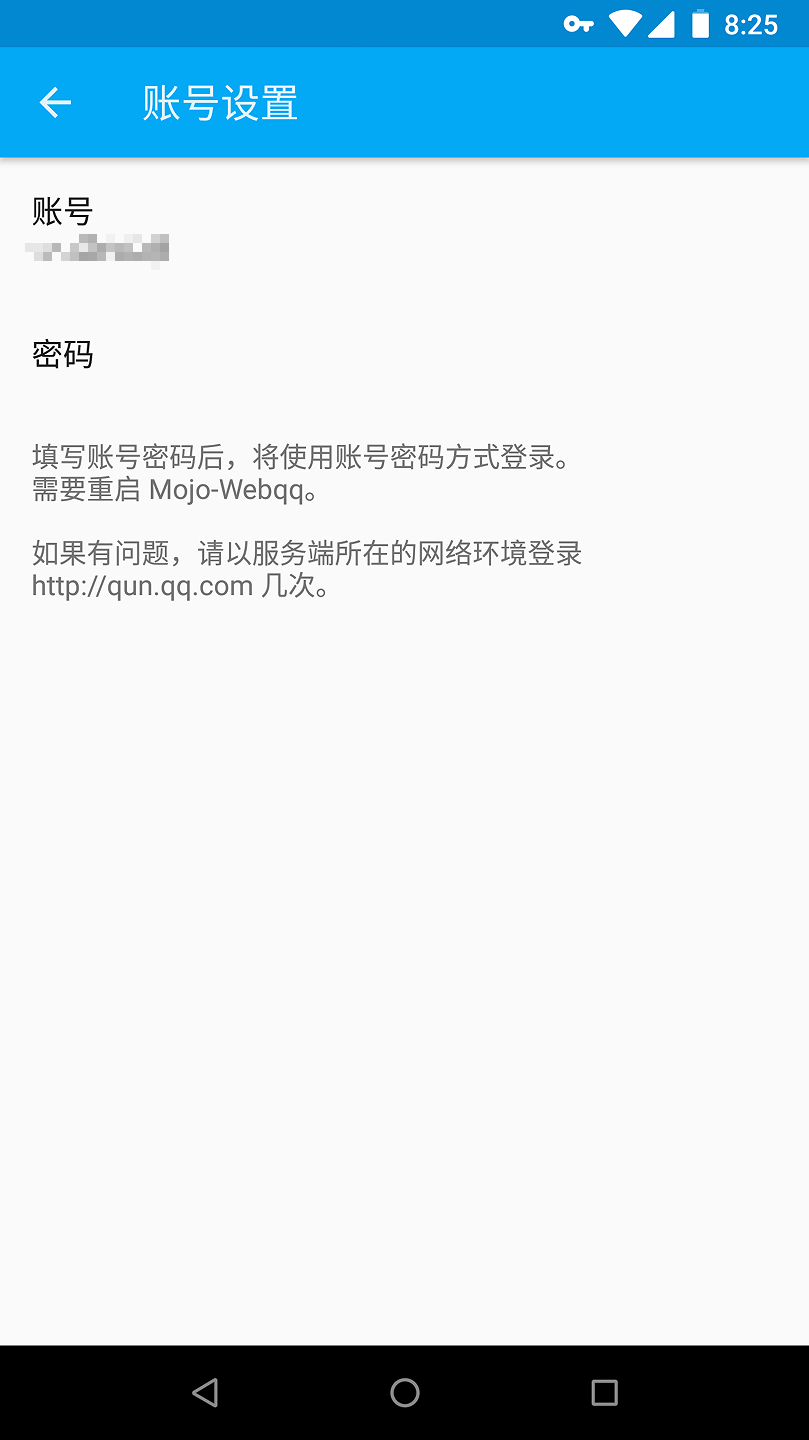 8:25
账号设置
账号
密码
填写账号密码后，将使用账号密码方式登录。
需要重启 Mojo-Webqq。
如果有问题，请以服务端所在的网络环境登录
http://qun.qq.com 几次。